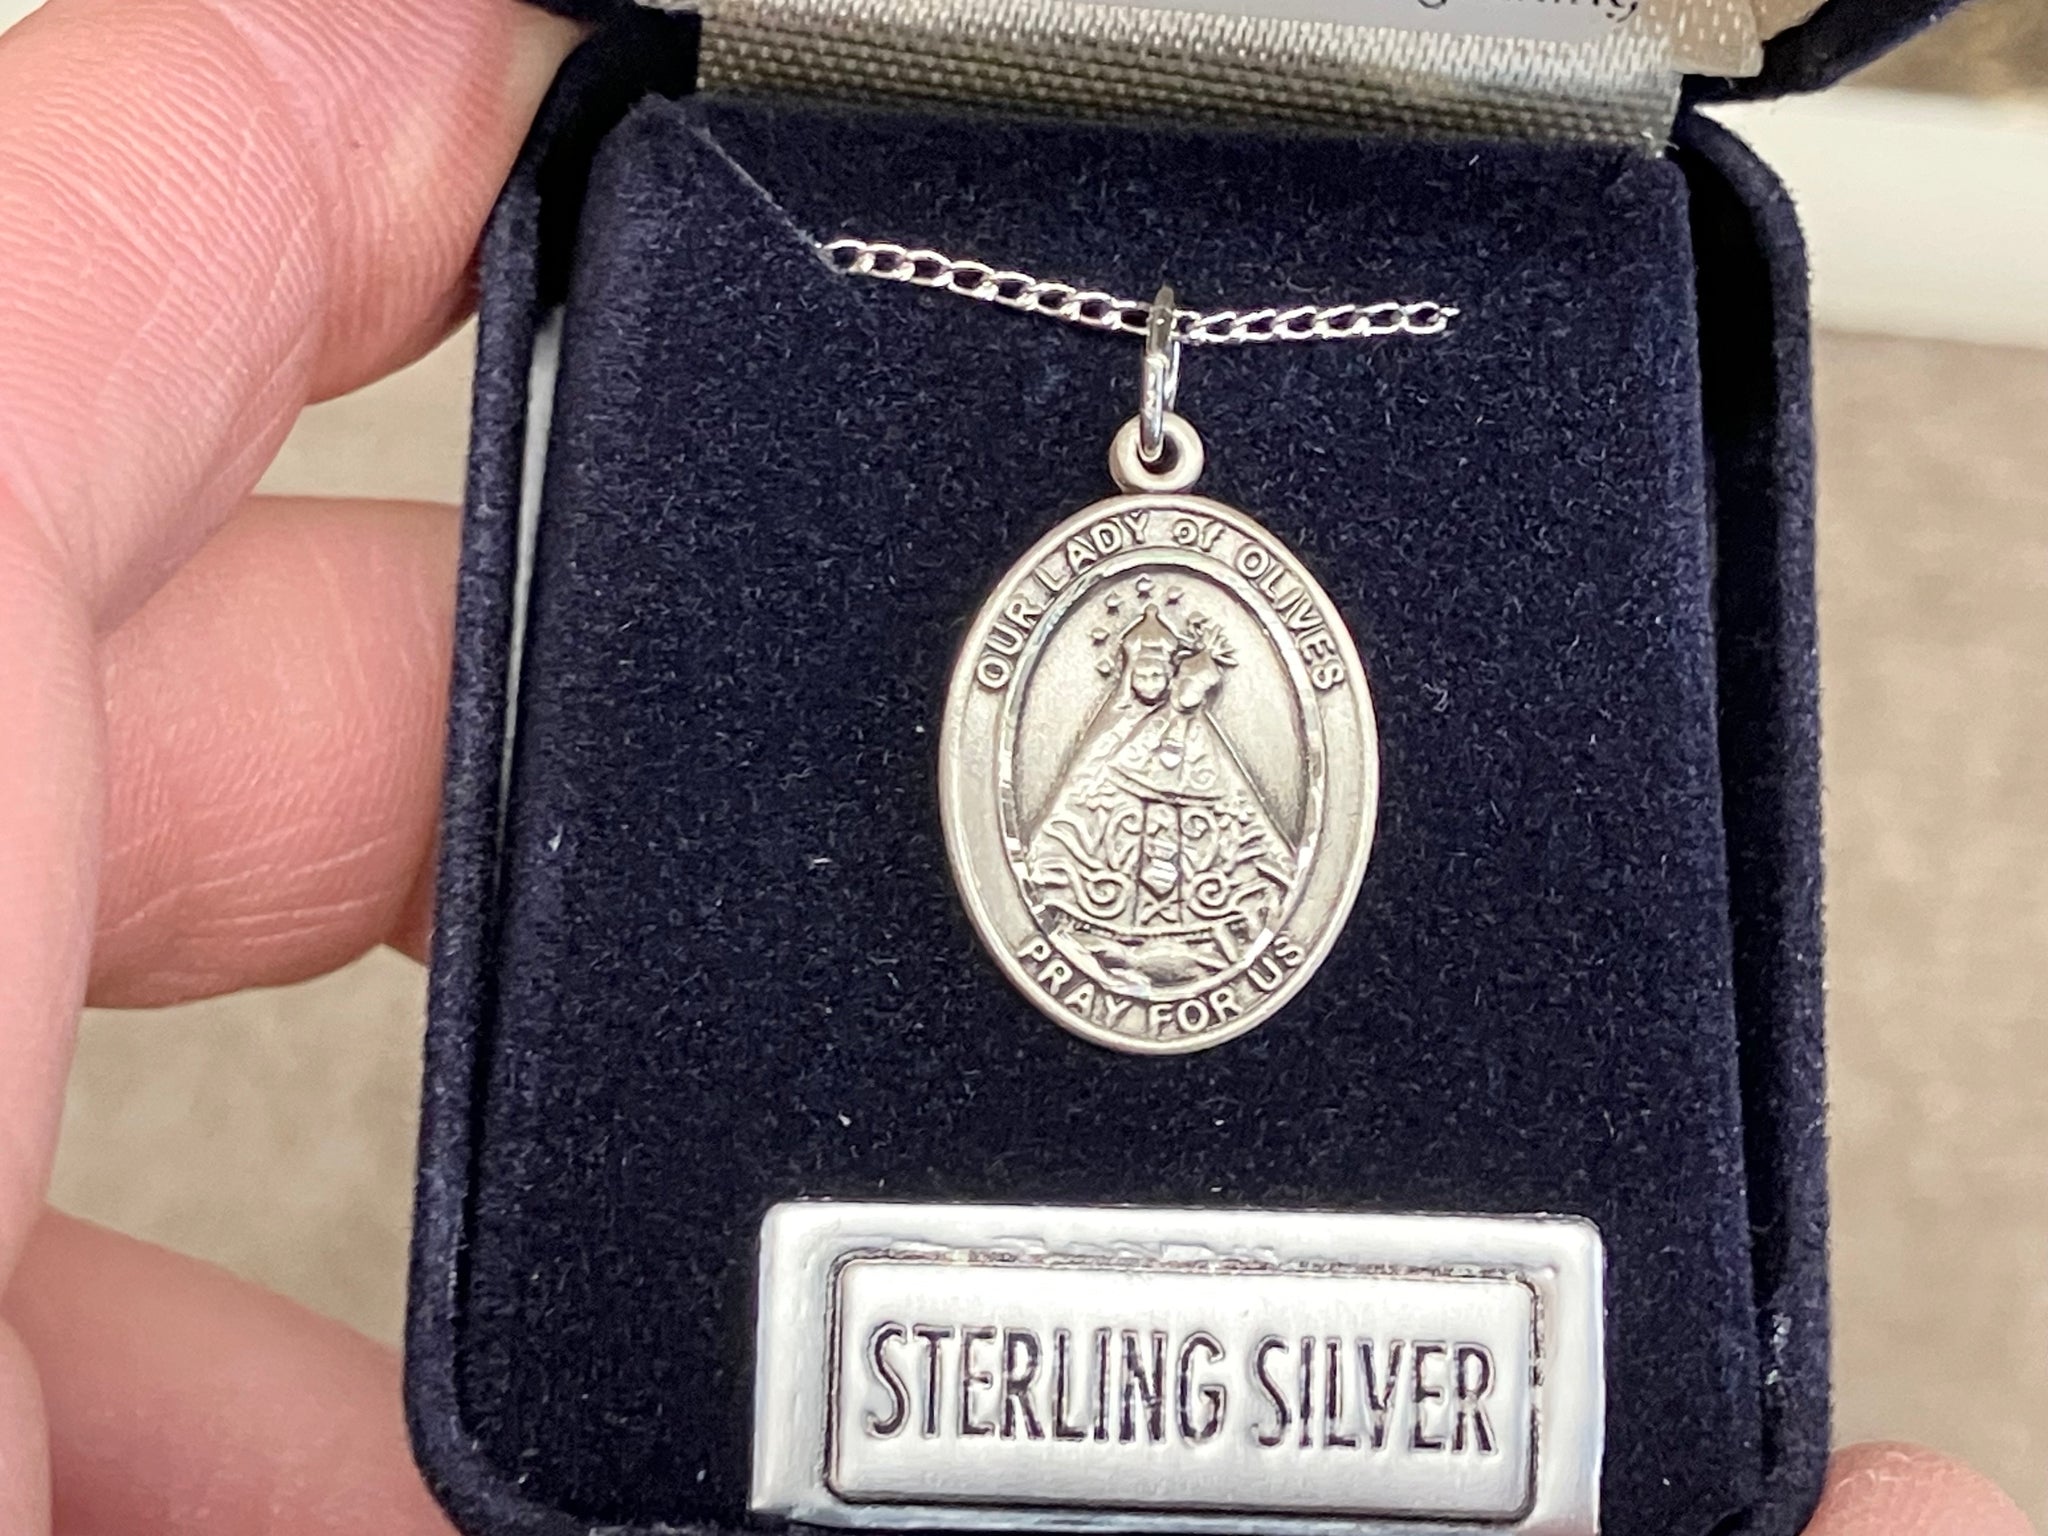 OUR LADY of OLIVES
PRAY FOR US
STERLING SILVER